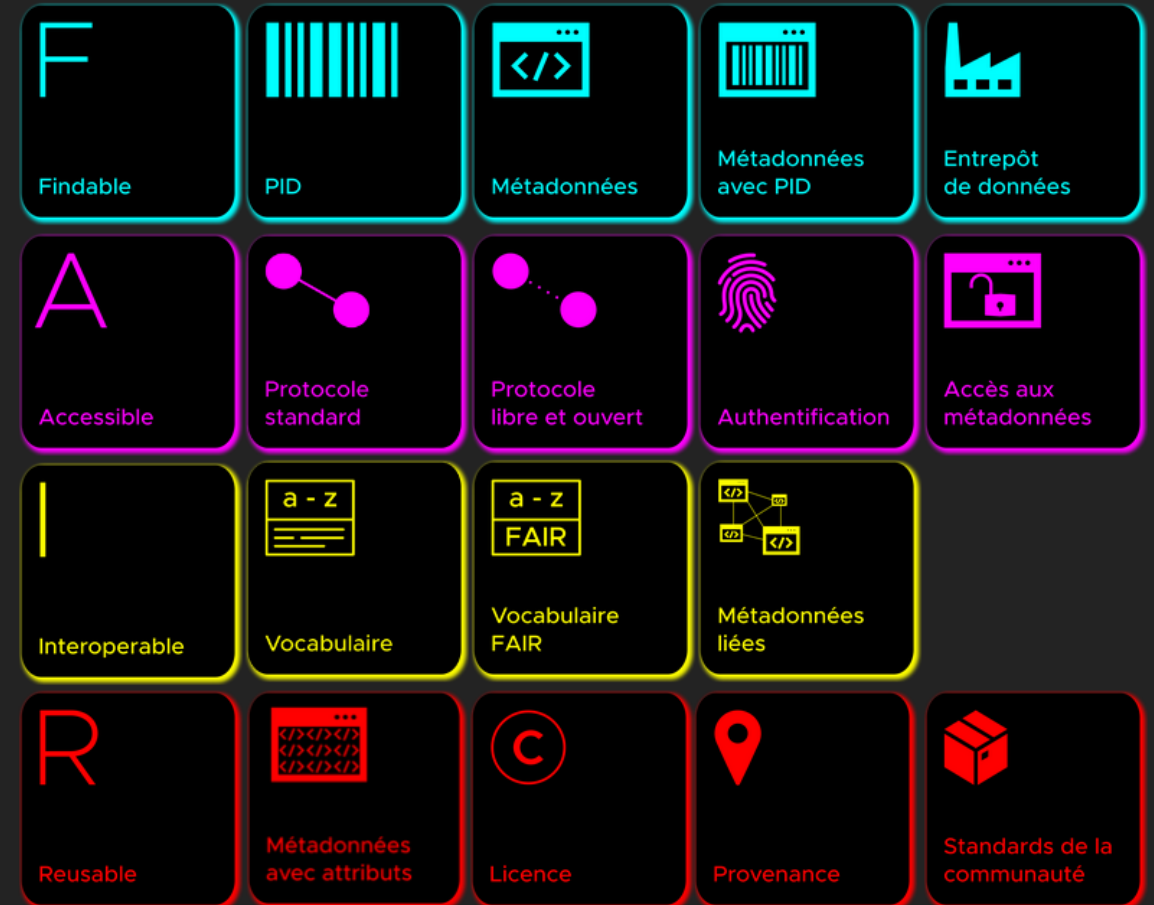 F
Findable
PID
</>
Métadonnées
Métadonnées
avec PID
Entrepôt
de données
A
Accessible
Protocole
standard
Protocole
libre et ouvert
Authentification
Accès aux
métadonnées
I
Interoperable
a - z
Vocabulaire
a - z
FAIR
Vocabulaire
FAIR
</>
</>
</>
</>
Métadonnées
liées
R
Reusable
</></></>
</></></>
</></></>
Métadonnées
avec attributs
C
Licence
Provenance
Standards de la
communauté